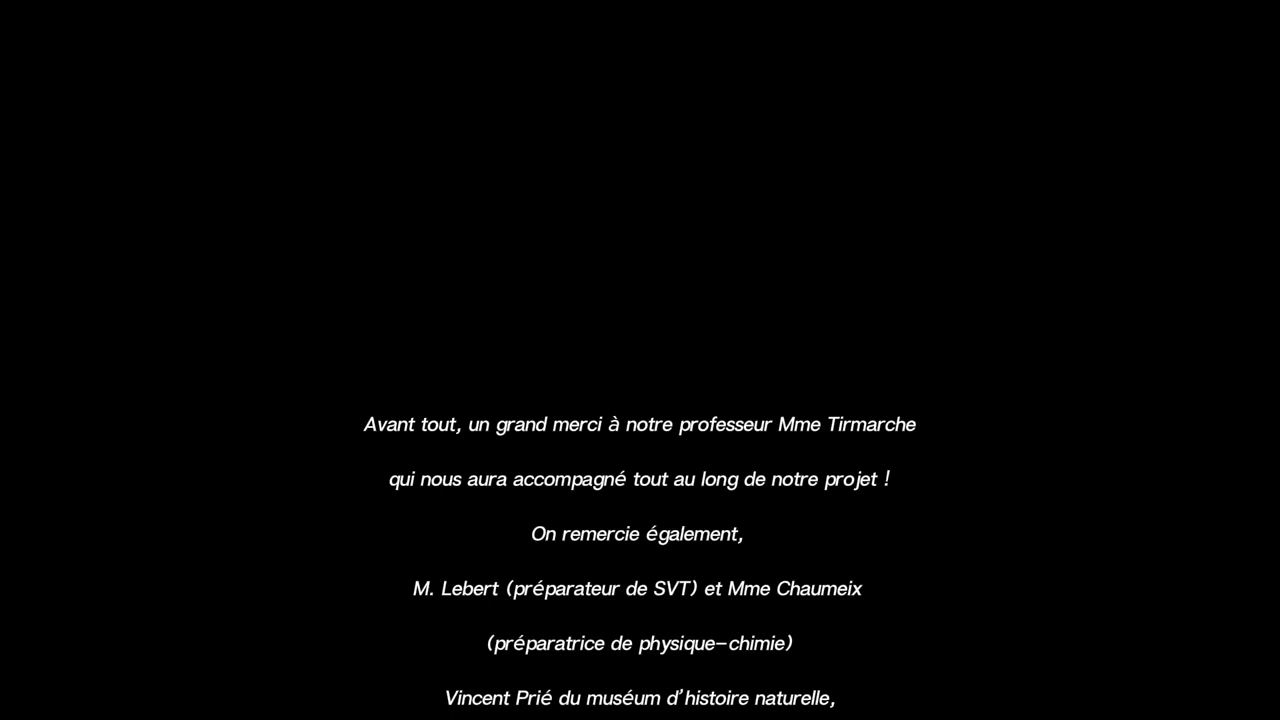 Avant tout, un grand merci à notre professeur Mme Tirmarche
qui nous aura accompagné tout au long de notre projet !
On remercie également,
M. Lebert (préparateur de SVT) et Mme Chaumeix
(préparatrice de physique-chimie)
Vincent Prié du muséum d'histoire naturelle,